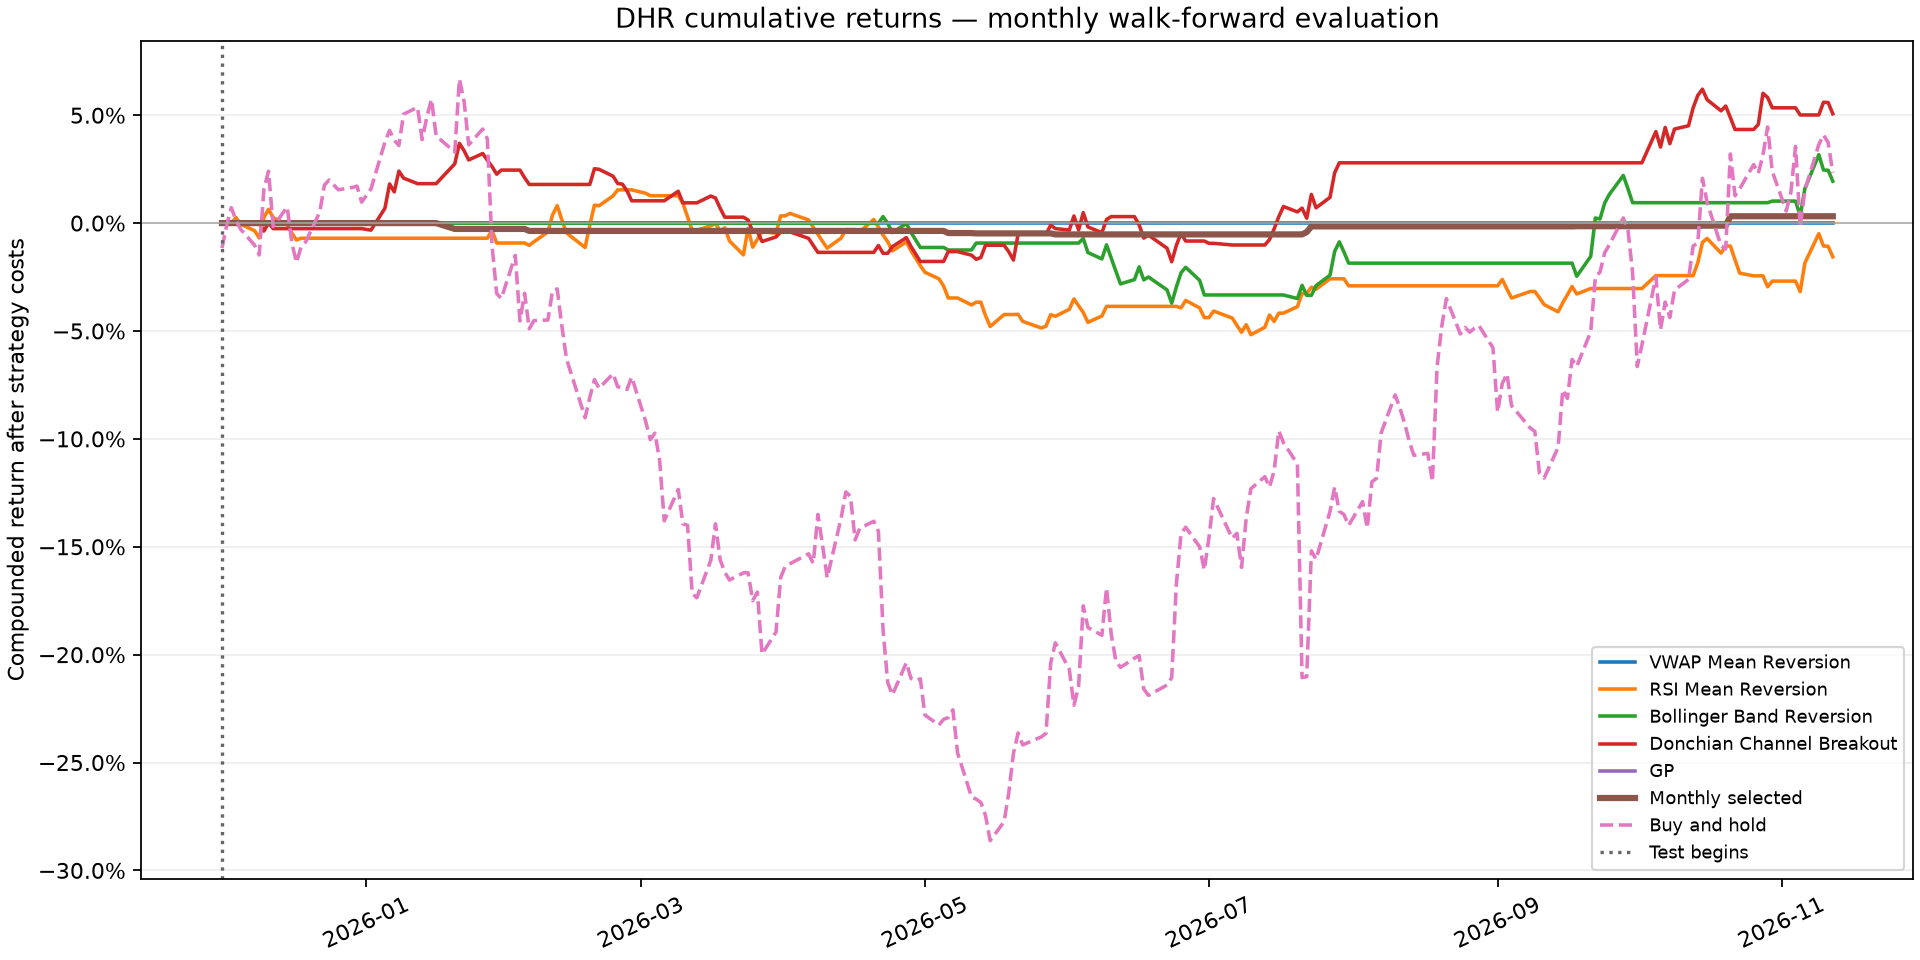 DHR cumulative returns — monthly walk-forward evaluation
Compounded return after strategy costs
5.0%
0.0%
−5.0%
−10.0%
−15.0%
−20.0%
−25.0%
−30.0%
2026-01
2026-03
2026-05
2026-07
2026-09
2026-11
VWAP Mean Reversion
RSI Mean Reversion
Bollinger Band Reversion
Donchian Channel Breakout
GP
Monthly selected
Buy and hold
Test begins